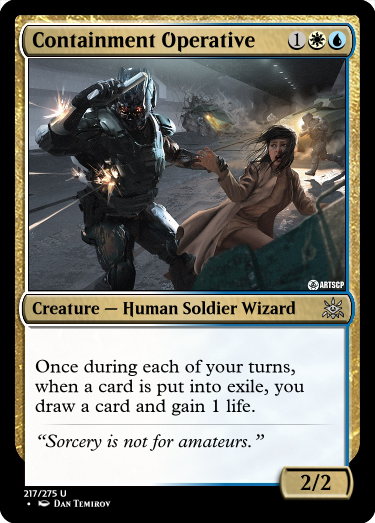 Containment Operative 1
ARTSCP
Creature — Human Soldier Wizard
Once during each of your turns,
when a card is put into exile, you
draw a card and gain 1 life.
“Sorcery is not for amateurs.”
2/2
217/275 U
• Dan Temirov